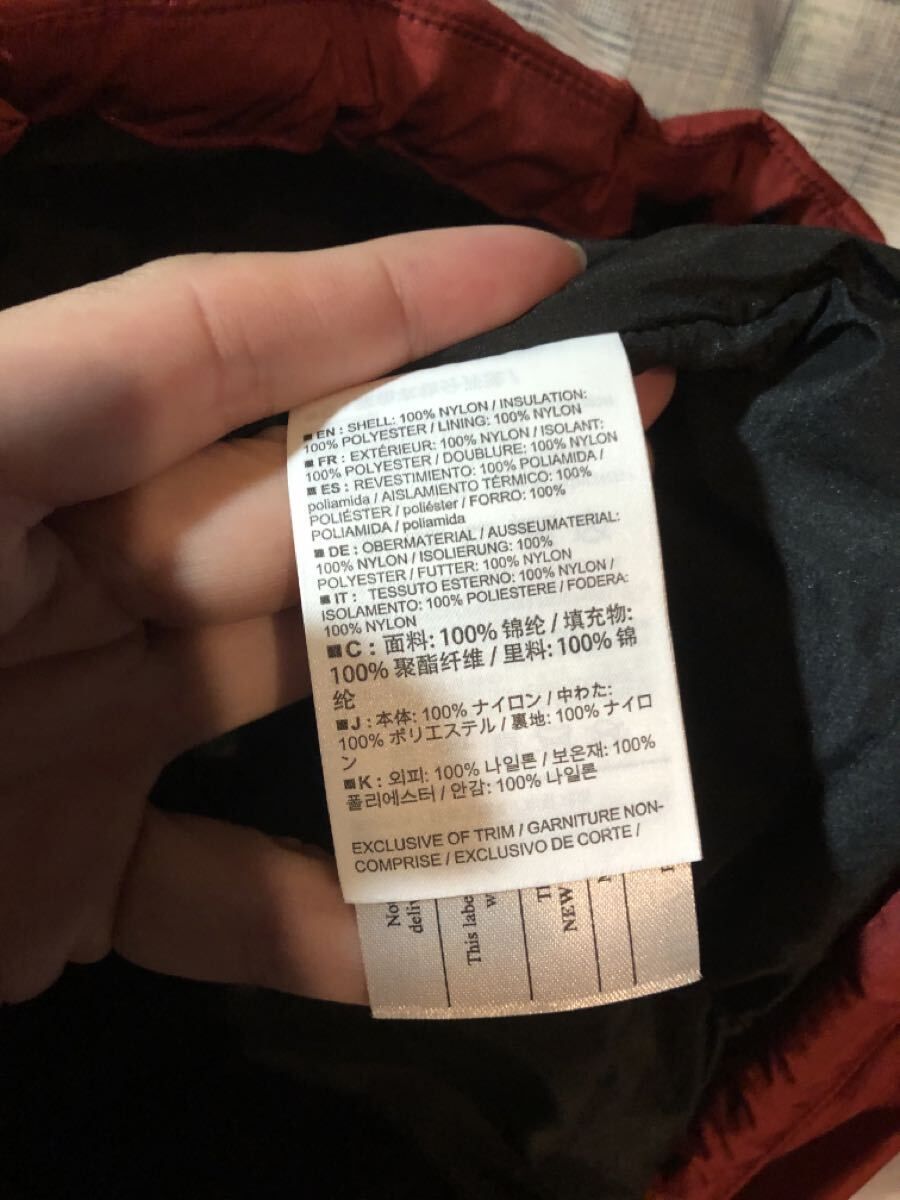 ■ EN : SHELL: 100% NYLON / INSULATION:
100% POLYESTER / LINING: 100% NYLON
■ FR : EXTÉRIEUR: 100% NYLON / ISOLANT:
100% POLYESTER / DOUBLURE: 100% NYLON
■ ES : REVESTIMIENTO: 100% POLIAMIDA /
poliamida / AISLAMIENTO TÉRMICO: 100%
POLIÉSTER / poliéster / FORRO: 100%
POLIAMIDA / poliamida
■ DE : OBERMATERIAL / AUSSEUMATERIAL:
100% NYLON / ISOLIERUNG: 100%
POLYESTER / FUTTER: 100% NYLON
■ IT : TESSUTO ESTERNO: 100% NYLON /
ISOLAMENTO: 100% POLIESTERE / FODERA:
100% NYLON
■ C : 面料: 100% 锦纶 / 填充物:
100% 聚酯纤维 / 里料: 100% 锦
纶
■ J : 本体: 100% ナイロン / 中わた:
100% ポリエステル / 裏地: 100% ナイロ
ン
■ K : 외피: 100% 나일론 / 보온재: 100%
폴리에스터 / 안감: 100% 나일론
EXCLUSIVE OF TRIM / GARNITURE NON-
COMPRISE / EXCLUSIVO DE CORTE /
This
NEW